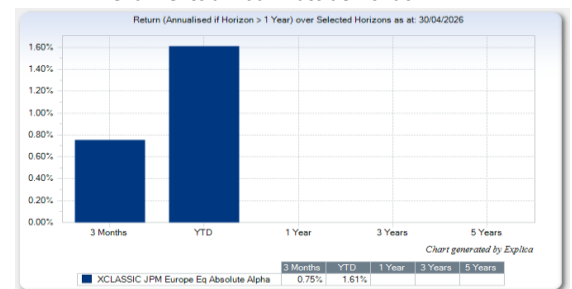 Return (Annualised if Horizon > 1 Year) over Selected Horizons as at: 30/04/2026
1.60%
1.40%
1.20%
1.00%
0.80%
0.60%
0.40%
0.20%
0.00%
3 Months YTD 1 Year 3 Years 5 Years
Chart generated by Explica
3 Months YTD 1 Year 3 Years 5 Years
XCLASSIC JPM Europe Eq Absolute Alpha 0.75% 1.61%